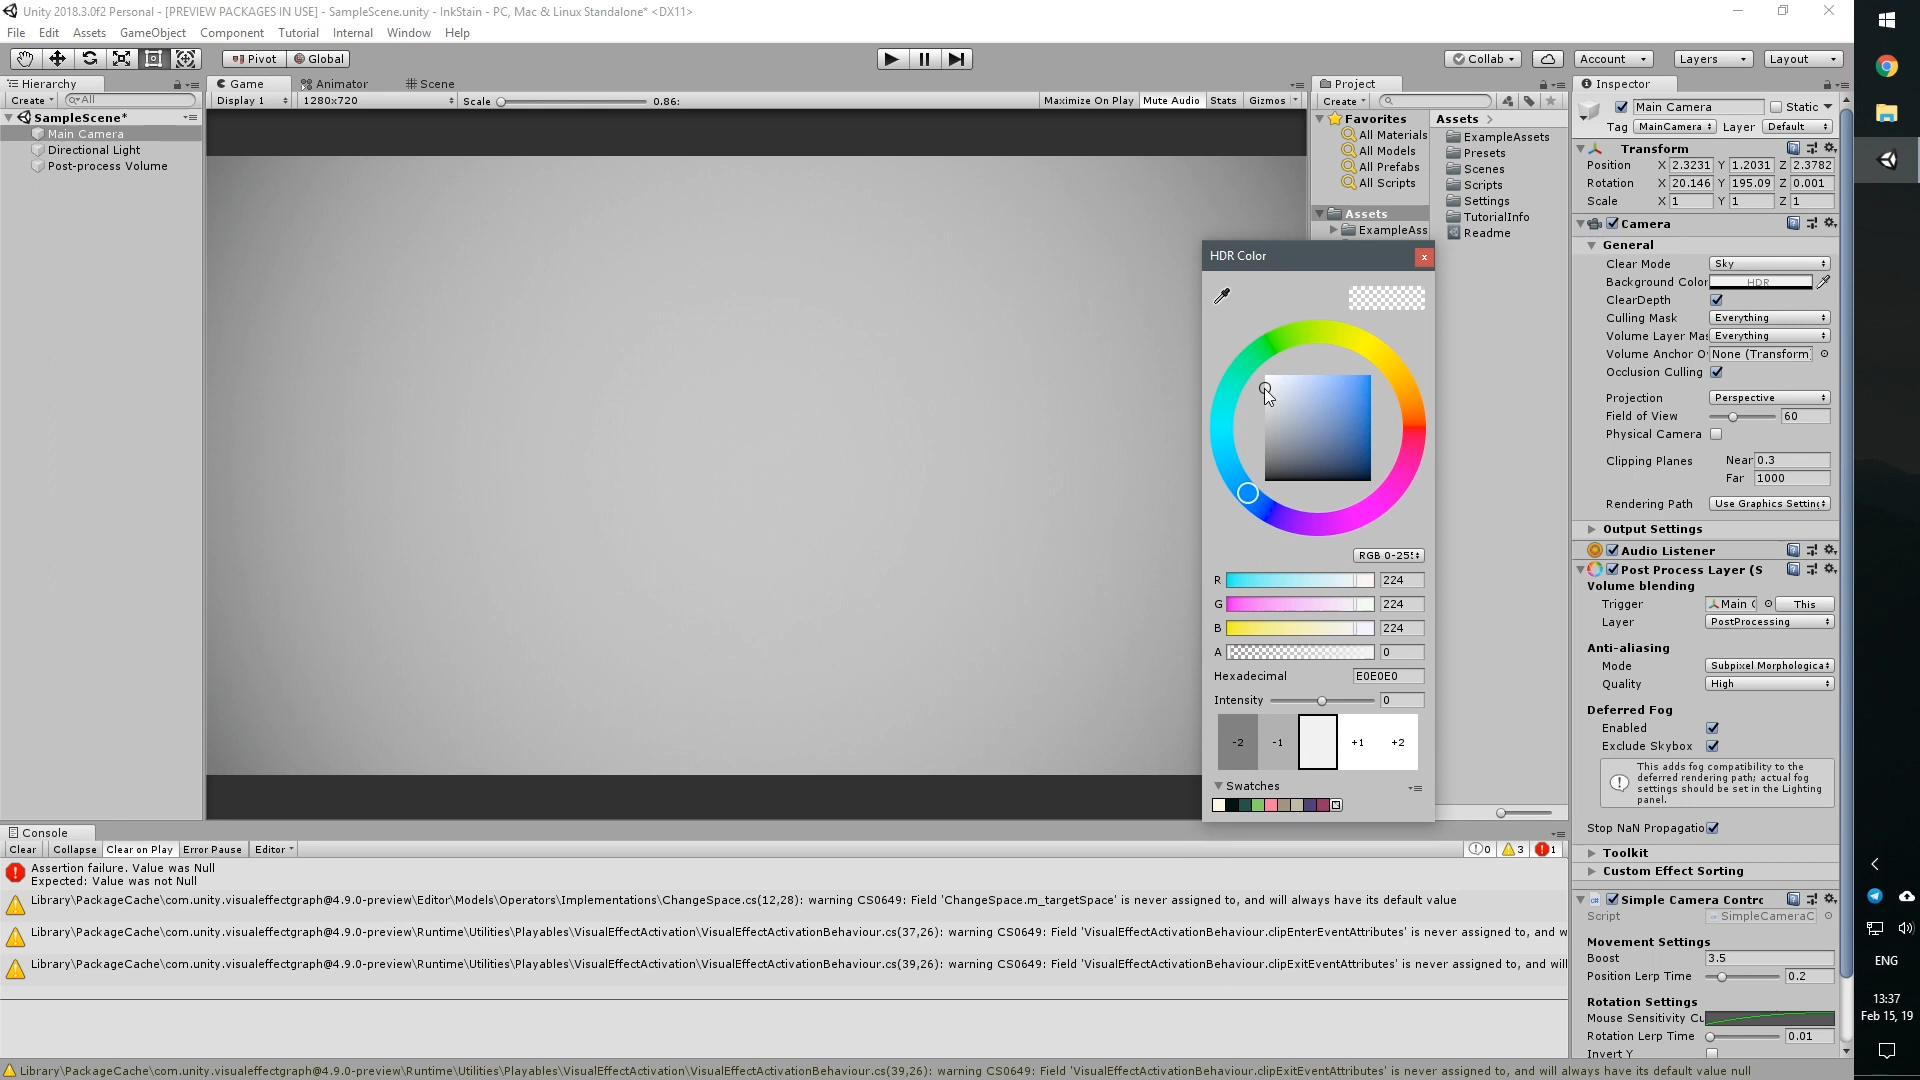 Unity 2018.3.0f2 Personal - [PREVIEW PACKAGES IN USE] - SampleScene.unity - InkStain - PC, Mac & Linux Standalone* <DX11>
File Edit Assets GameObject Component Tutorial Internal Window Help
Pivot Global Collab Account Layers Layout
Hierarchy Game Animator Scene Project Inspector
Create All Display 1 1280x720 Scale 0.86: Maximize On Play Mute Audio Stats Gizmos Create
SampleScene*
Main Camera
Directional Light
Post-process Volume
Favorites
All Materials
All Models
All Prefabs
All Scripts
Assets
ExampleAss
Assets
ExampleAssets
Presets
Scenes
Scripts
Settings
TutorialInfo
Readme
HDR Color
x
RGB 0-25
R 224
G 224
B 224
A 0
Hexadecimal E0E0E0
Intensity 0
-2 -1 +1 +2
Swatches
Main Camera Static
Tag MainCamera Layer Default
Transform
Position X 2.3231 Y 1.2031 Z 2.3782
Rotation X 20.146 Y 195.09 Z 0.001
Scale X 1 Y 1 Z 1
Camera
General
Clear Mode Sky
Background Color HDR
ClearDepth
Culling Mask Everything
Volume Layer Mas Everything
Volume Anchor O None (Transform
Occlusion Culling
Projection Perspective
Field of View 60
Physical Camera
Clipping Planes Near 0.3
Far 1000
Rendering Path Use Graphics Setting
Output Settings
Audio Listener
Post Process Layer (S
Volume blending
Trigger Main ( This
Layer PostProcessing
Anti-aliasing
Mode Subpixel Morphologica
Quality High
Deferred Fog
Enabled
Exclude Skybox
This adds fog compatibility to the
deferred rendering path; actual fog
settings should be set in the Lighting
panel.
Stop NaN Propagatio
Toolkit
Custom Effect Sorting
Simple Camera Contrc
Script SimpleCameraC
Movement Settings
Boost 3.5
Position Lerp Time 0.2
Rotation Settings
Mouse Sensitivity Cu
Rotation Lerp Time 0.01
Invert Y
Console
Clear Collapse Clear on Play Error Pause Editor 0 3 1
Assertion failure. Value was Null
Expected: Value was not Null
Library\PackageCache\com.unity.visualeffectgraph@4.9.0-preview\Editor\Models\Operators\Implementations\ChangeSpace.cs(12,28): warning CS0649: Field 'ChangeSpace.m_targetSpace' is never assigned to, and will always have its default value
Library\PackageCache\com.unity.visualeffectgraph@4.9.0-preview\Runtime\Utilities\Playables\VisualEffectActivation\VisualEffectActivationBehaviour.cs(37,26): warning CS0649: Field 'VisualEffectActivationBehaviour.clipEnterEventAttributes' is never assigned to, and w
Library\PackageCache\com.unity.visualeffectgraph@4.9.0-preview\Runtime\Utilities\Playables\VisualEffectActivation\VisualEffectActivationBehaviour.cs(39,26): warning CS0649: Field 'VisualEffectActivationBehaviour.clipExitEventAttributes' is never assigned to, and will
Library\PackageCache\com.unity.visualeffectgraph@4.9.0-preview\Runtime\Utilities\Playables\VisualEffectActivation\VisualEffectActivationBehaviour.cs(39,26): warning CS0649: Field 'VisualEffectActivationBehaviour.clipExitEventAttributes' is never assigned to, and will always have its default value null
ENG
13:37
Feb 15, 19